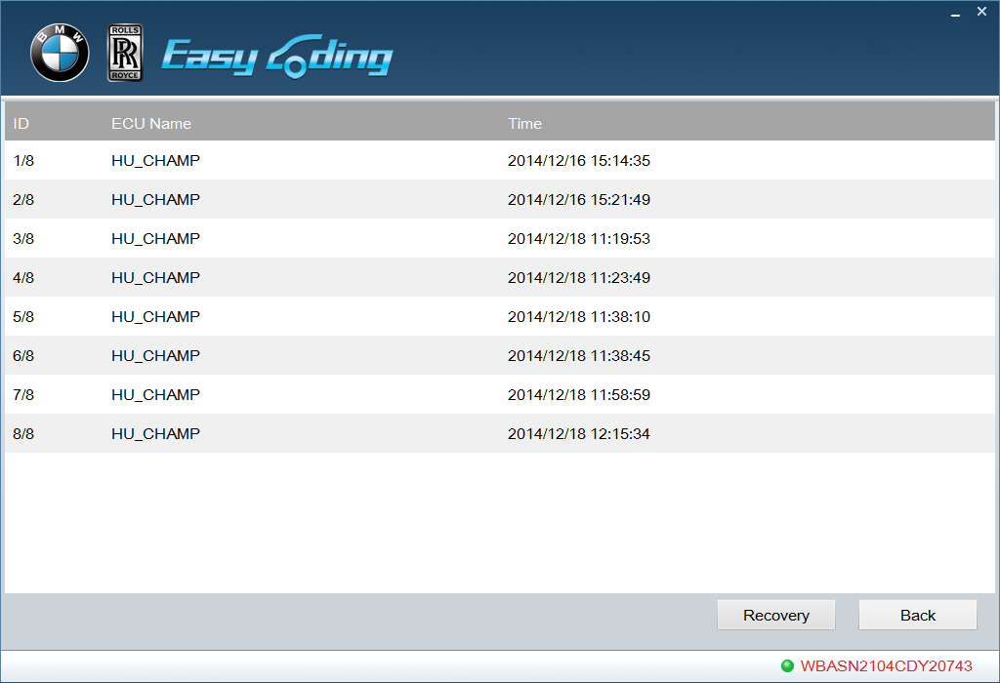 BMW ROLLS RR ROYCE Easy Coding
ID ECU Name Time
1/8 HU_CHAMP 2014/12/16 15:14:35
2/8 HU_CHAMP 2014/12/16 15:21:49
3/8 HU_CHAMP 2014/12/18 11:19:53
4/8 HU_CHAMP 2014/12/18 11:23:49
5/8 HU_CHAMP 2014/12/18 11:38:10
6/8 HU_CHAMP 2014/12/18 11:38:45
7/8 HU_CHAMP 2014/12/18 11:58:59
8/8 HU_CHAMP 2014/12/18 12:15:34
Recovery Back
WBASN2104CDY20743